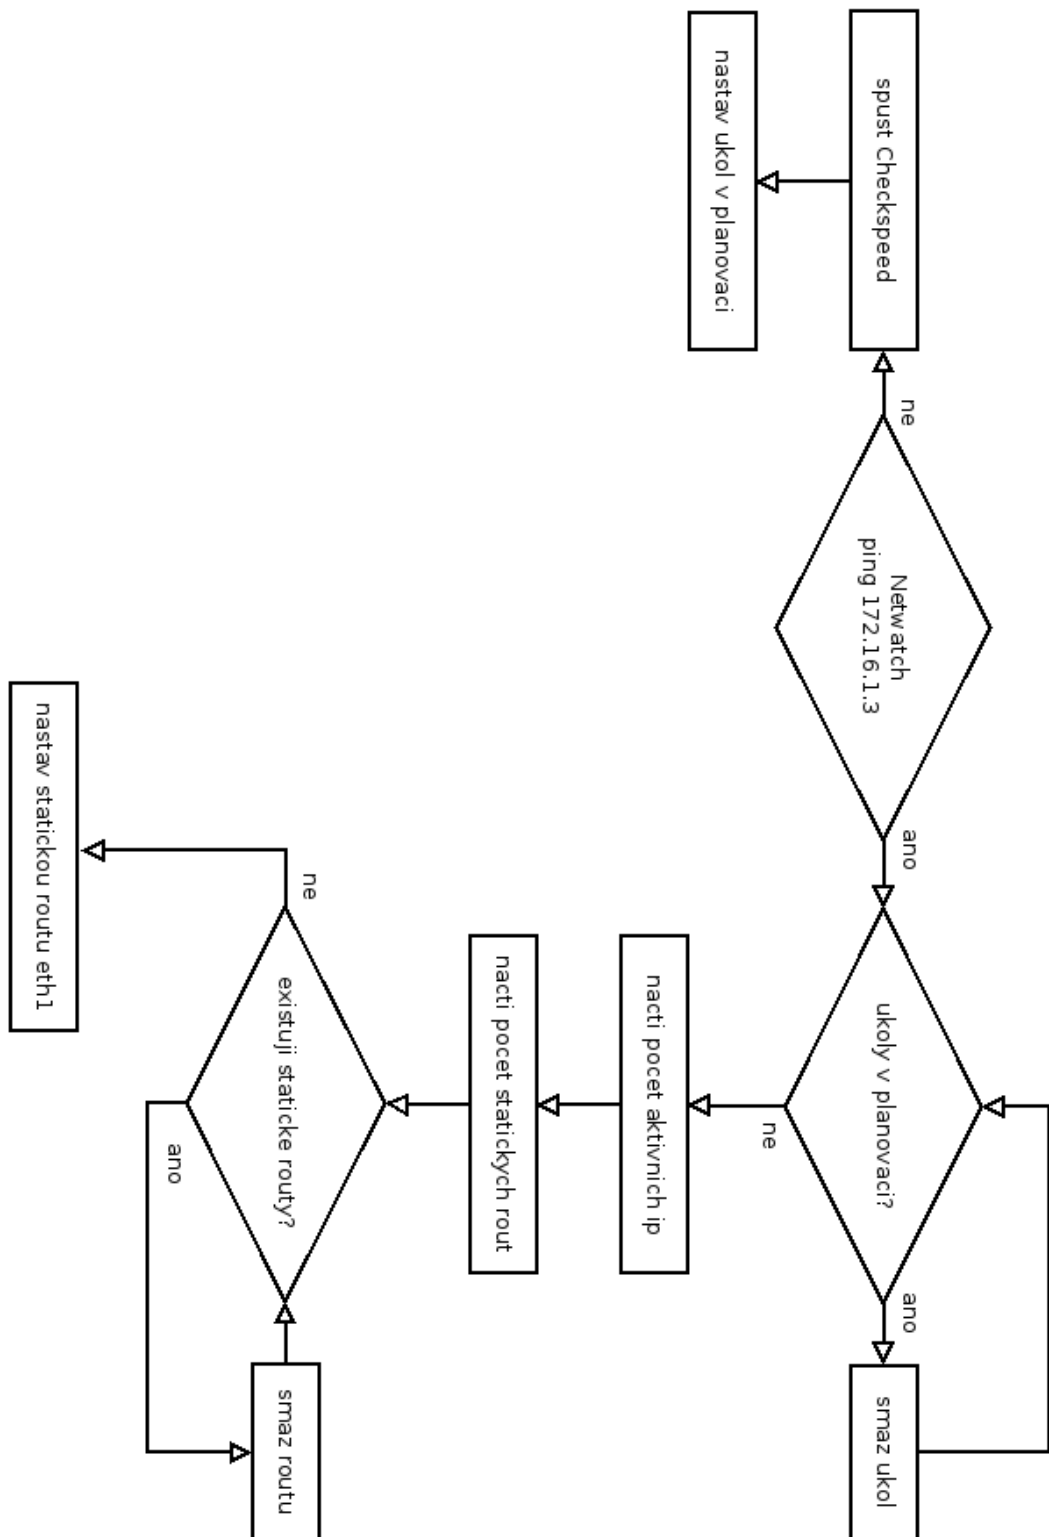 spust Checkspeed
ne
Netwatch
ping 172.16.1.3
ano
ukoly v planovaci?
ano
smaz ukol
nastav ukol v planovaci
ne
nacti pocet aktivnich ip
nacti pocet statickych rout
ne
existuji staticke routy?
ano
smaz routu
nastav statickou routu eth1